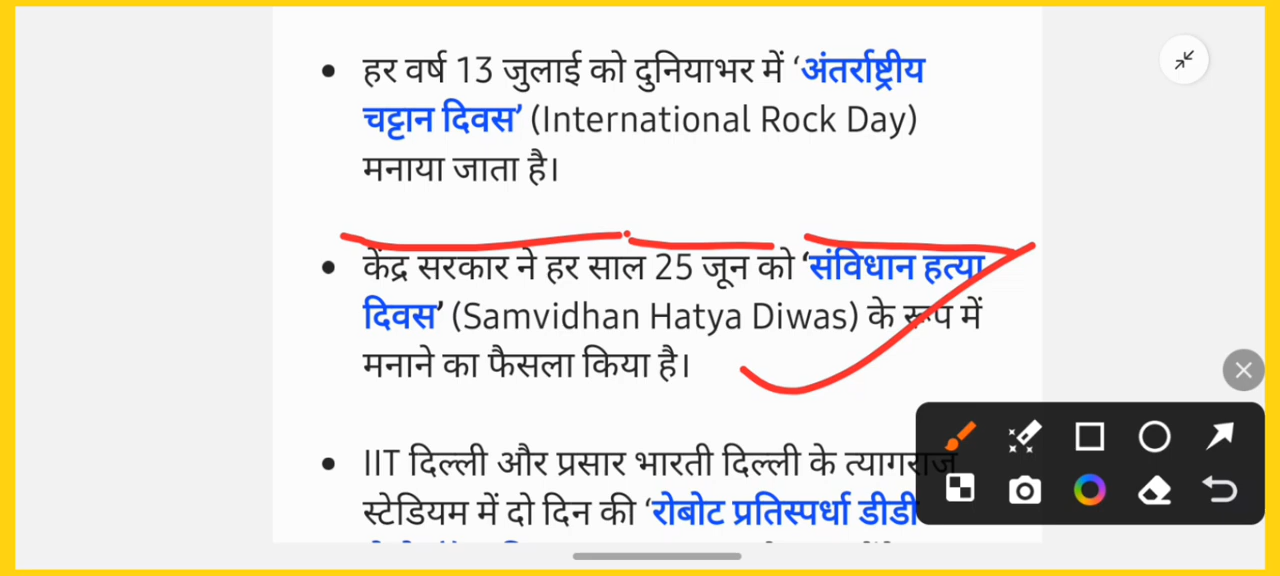 हर वर्ष 13 जुलाई को दुनियाभर में ‘अंतर्राष्ट्रीय
चट्टान दिवस’ (International Rock Day)
मनाया जाता है।
केंद्र सरकार ने हर साल 25 जून को ‘संविधान हत्या
दिवस’ (Samvidhan Hatya Diwas) के रूप में
मनाने का फैसला किया है।
IIT दिल्ली और प्रसार भारती दिल्ली के त्यागराज
स्टेडियम में दो दिन की ‘रोबोट प्रतिस्पर्धा डीडी